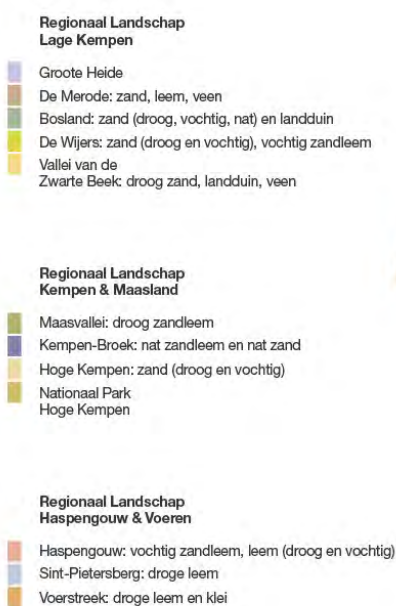 Regionaal Landschap
Lage Kempen
Groote Heide
De Merode: zand, leem, veen
Bosland: zand (droog, vochtig, nat) en landduin
De Wijers: zand (droog en vochtig), vochtig zandleem
Vallei van de
Zwarte Beek: droog zand, landduin, veen
Regionaal Landschap
Kempen & Maasland
Maasvallei: droog zandleem
Kempen-Broek: nat zandleem en nat zand
Hoge Kempen: zand (droog en vochtig)
Nationaal Park
Hoge Kempen
Regionaal Landschap
Haspengouw & Voeren
Haspengouw: vochtig zandleem, leem (droog en vochtig)
Sint-Pietersberg: droge leem
Voerstreek: droge leem en klei